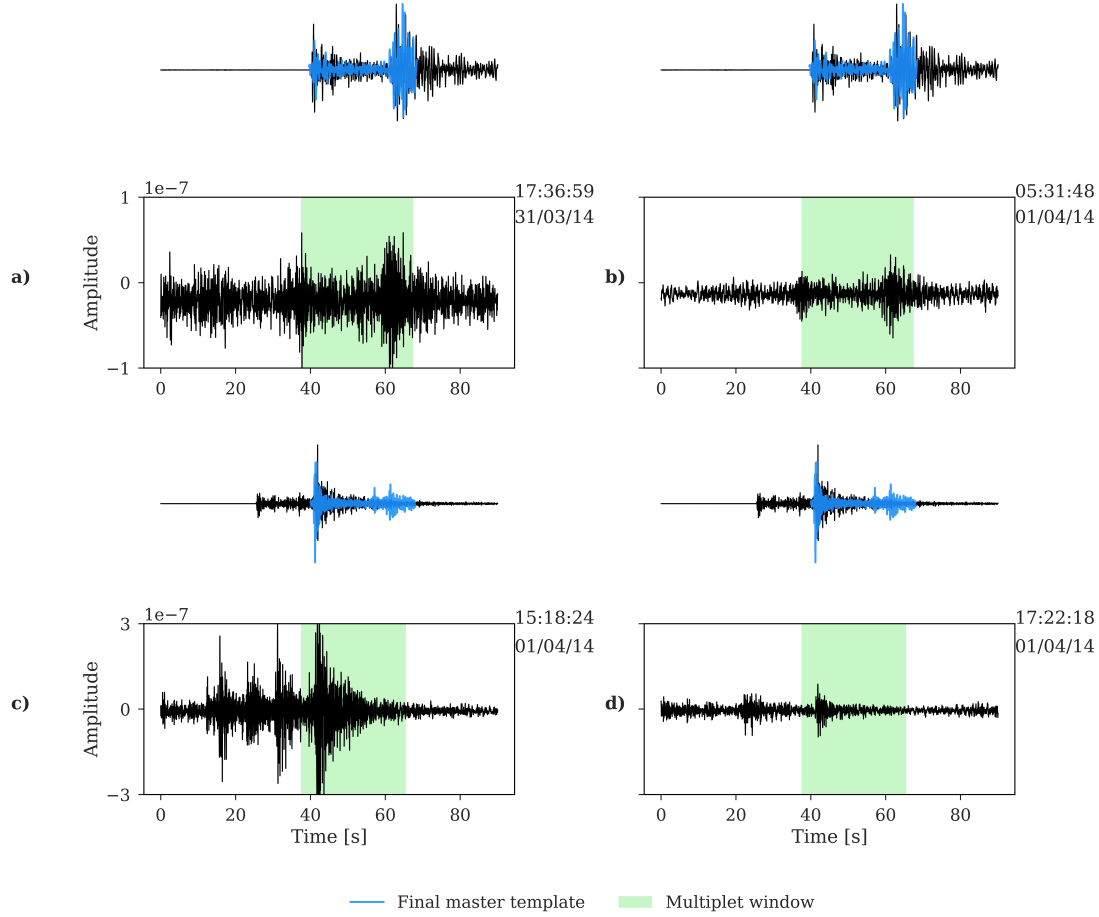 1e−7
17:36:59
31/03/14
05:31:48
01/04/14
a)
Amplitude
1
0
−1
0 20 40 60 80
b)
0 20 40 60 80
1e−7
15:18:24
01/04/14
17:22:18
01/04/14
c)
Amplitude
3
0
−3
0 20 40 60 80
Time [s]
d)
0 20 40 60 80
Time [s]
Final master template
Multiplet window